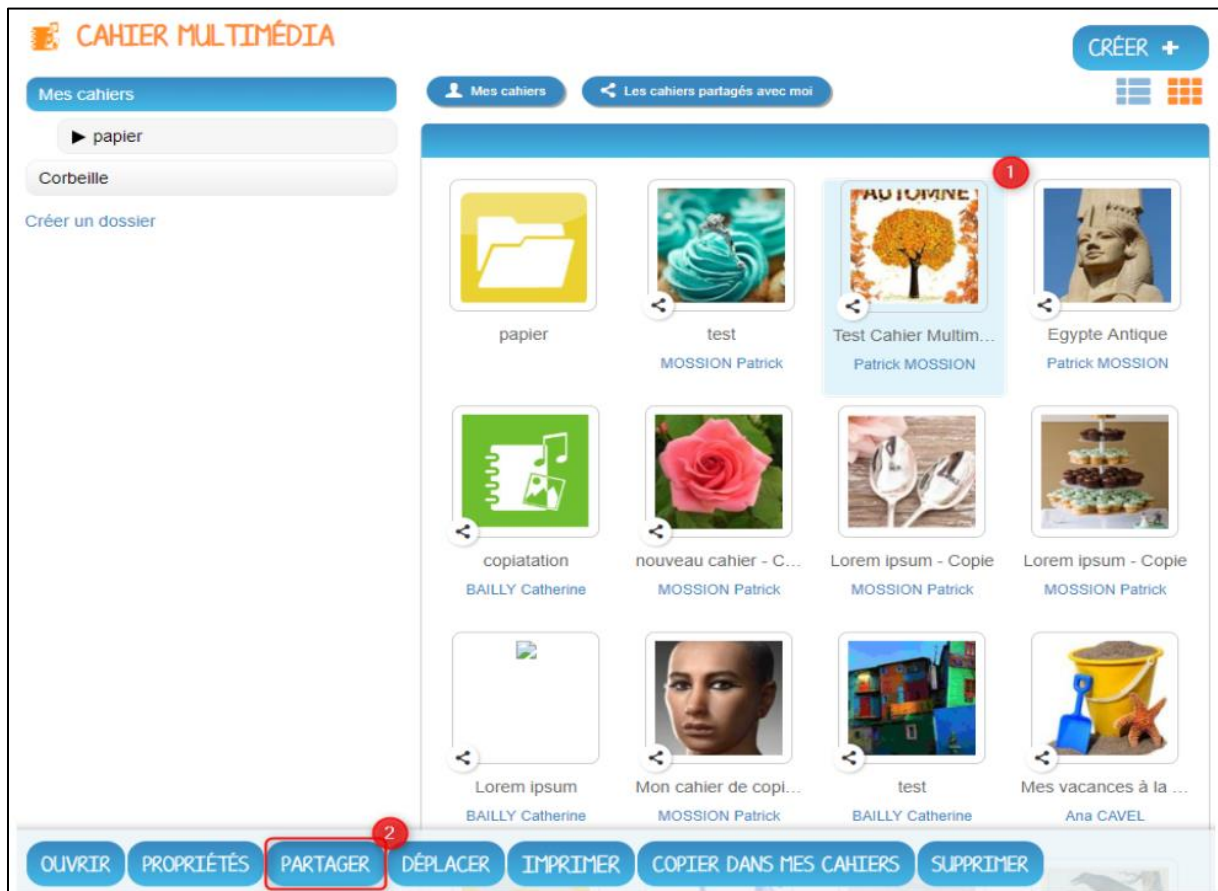 CAHIER MULTIMÉDIA
CRÉER +
Mes cahiers
Mes cahiers
Les cahiers partagés avec moi
papier
Corbeille
Créer un dossier
1
AUTOMNE
papier
test
Test Cahier Multim...
Egypte Antique
MOSSION Patrick
Patrick MOSSION
Patrick MOSSION
copiatation
nouveau cahier - C...
Lorem ipsum - Copie
Lorem ipsum - Copie
BAILLY Catherine
MOSSION Patrick
MOSSION Patrick
MOSSION Patrick
Lorem ipsum
Mon cahier de copi...
test
Mes vacances à la ...
BAILLY Catherine
MOSSION Patrick
BAILLY Catherine
Ana CAVEL
2
OUVRIR
PROPRIÉTÉS
PARTAGER
DÉPLACER
IMPRIMER
COPIER DANS MES CAHIERS
SUPPRIMER